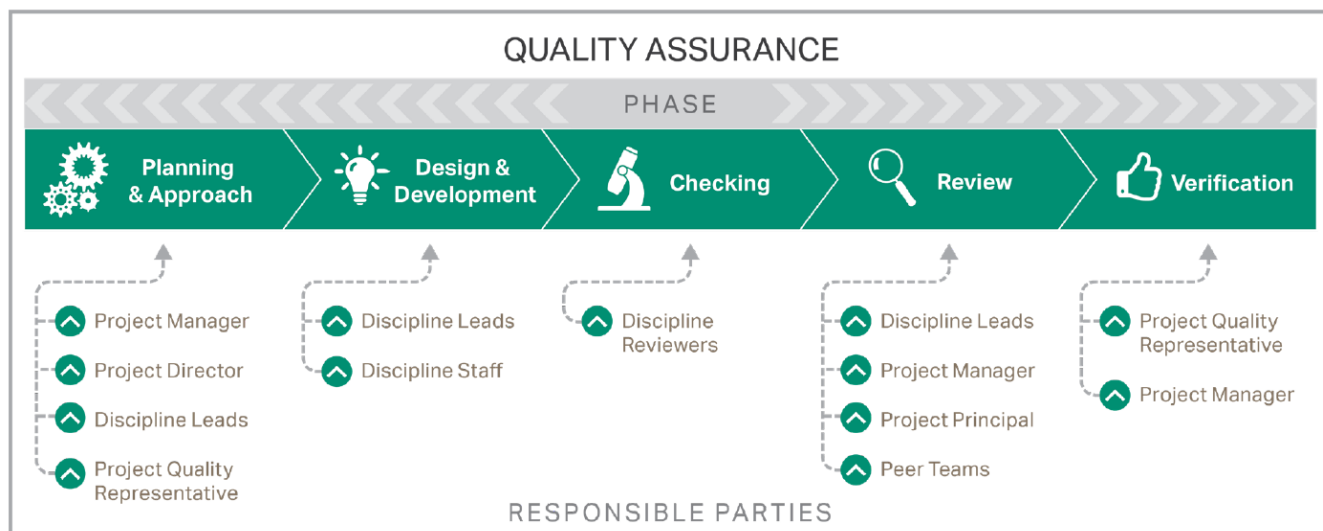 QUALITY ASSURANCE
PHASE
Planning
& Approach
Design &
Development
Checking
Review
Verification
Project Manager
Project Director
Discipline Leads
Project Quality
Representative
Discipline Leads
Discipline Staff
Discipline
Reviewers
Discipline Leads
Project Manager
Project Principal
Peer Teams
Project Quality
Representative
Project Manager
RESPONSIBLE PARTIES